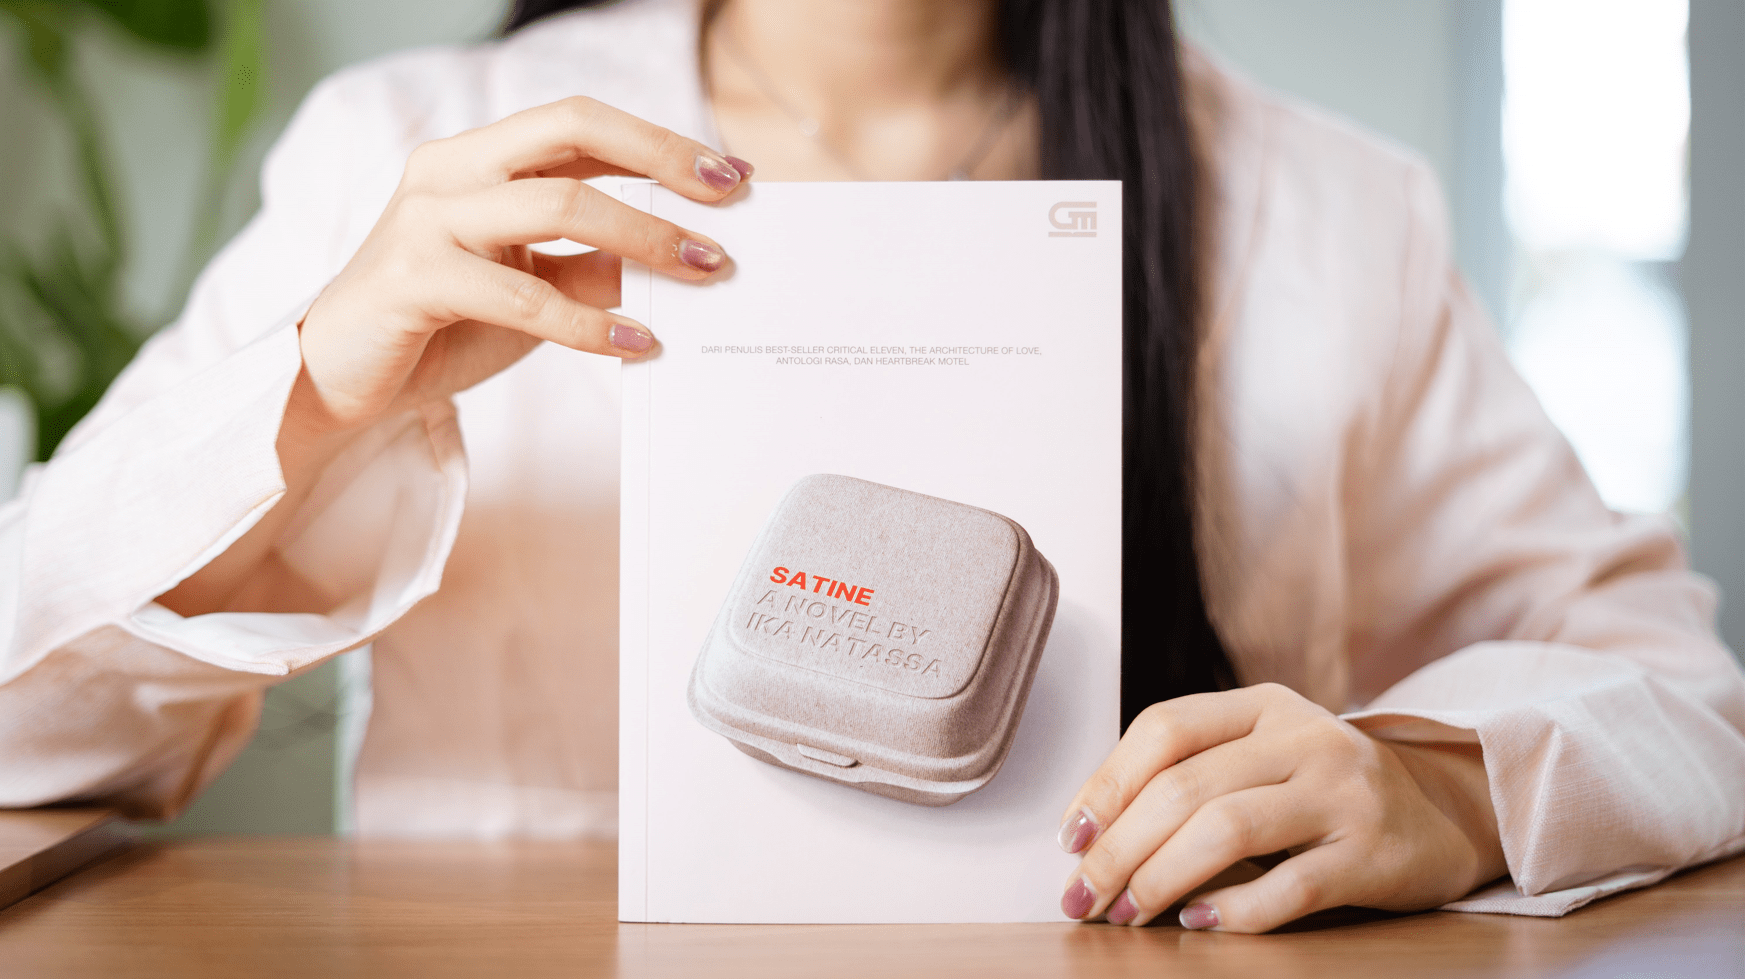 GM
DARI PENULIS BEST-SELLER CRITICAL ELEVEN, THE ARCHITECTURE OF LOVE,
ANTOLOGI RASA, DAN HEARTBREAK MOTEL
SATINE
A NOVEL BY
IKA NATASSA